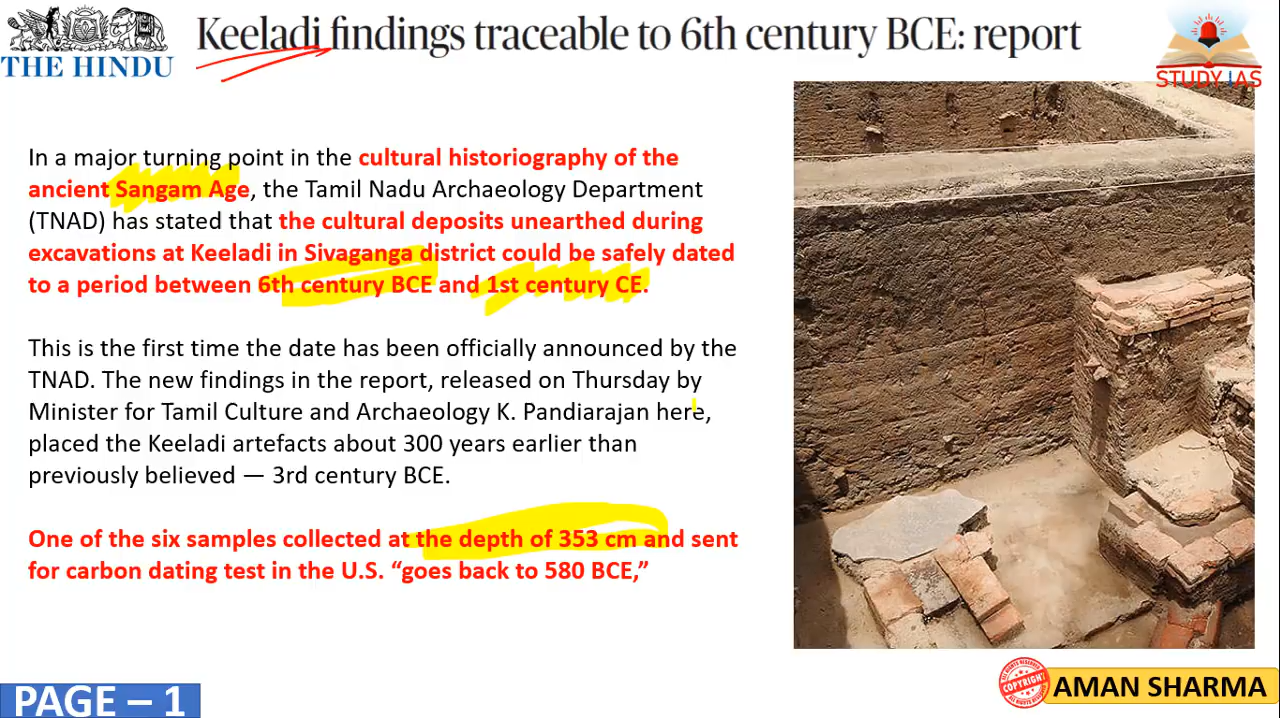 THE HINDU
Keeladi findings traceable to 6th century BCE: report
STUDY IAS
In a major turning point in the cultural historiography of the
ancient Sangam Age, the Tamil Nadu Archaeology Department
(TNAD) has stated that the cultural deposits unearthed during
excavations at Keeladi in Sivaganga district could be safely dated
to a period between 6th century BCE and 1st century CE.
This is the first time the date has been officially announced by the
TNAD. The new findings in the report, released on Thursday by
Minister for Tamil Culture and Archaeology K. Pandiarajan here,
placed the Keeladi artefacts about 300 years earlier than
previously believed — 3rd century BCE.
One of the six samples collected at the depth of 353 cm and sent
for carbon dating test in the U.S. “goes back to 580 BCE,”
PAGE – 1
COPYRIGHT
AMAN SHARMA